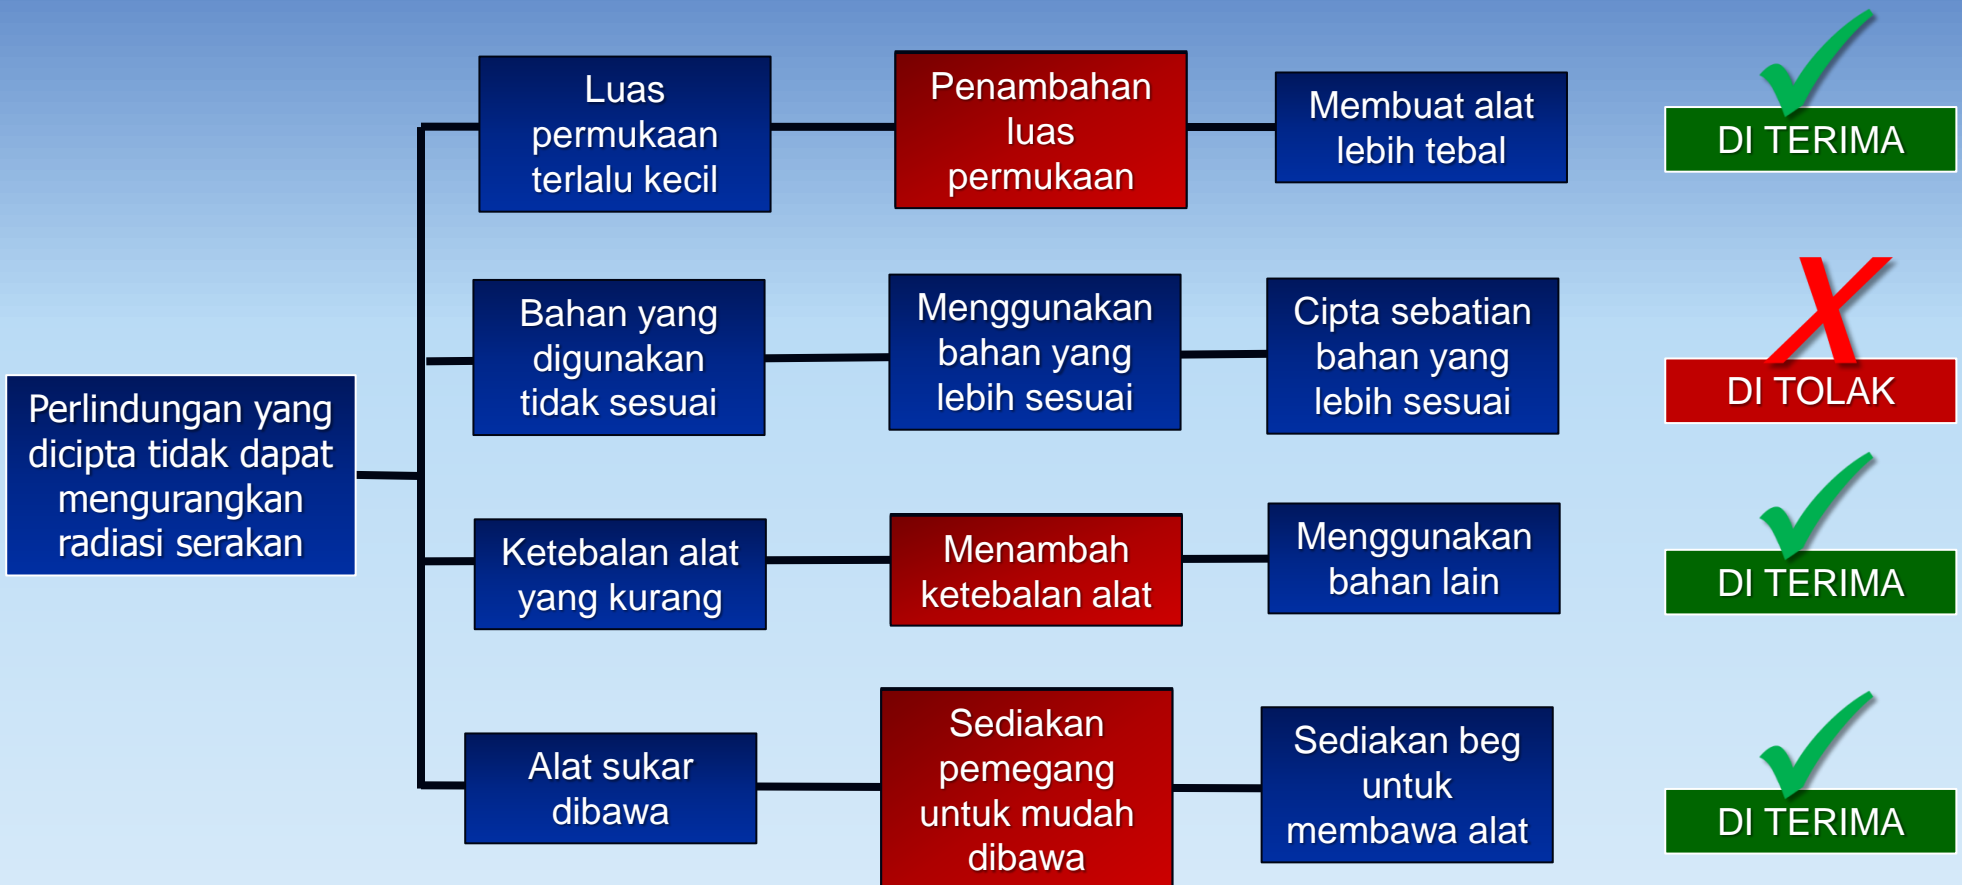 Perlindungan yang
dicipta tidak dapat
mengurangkan
radiasi serakan
Luas
permukaan
terlalu kecil
Penambahan
luas
permukaan
Membuat alat
lebih tebal
DI TERIMA
Bahan yang
digunakan
tidak sesuai
Menggunakan
bahan yang
lebih sesuai
Cipta sebatian
bahan yang
lebih sesuai
X
DI TOLAK
Ketebalan alat
yang kurang
Menambah
ketebalan alat
Menggunakan
bahan lain
DI TERIMA
Alat sukar
dibawa
Sediakan
pemegang
untuk mudah
dibawa
Sediakan beg
untuk
membawa alat
DI TERIMA